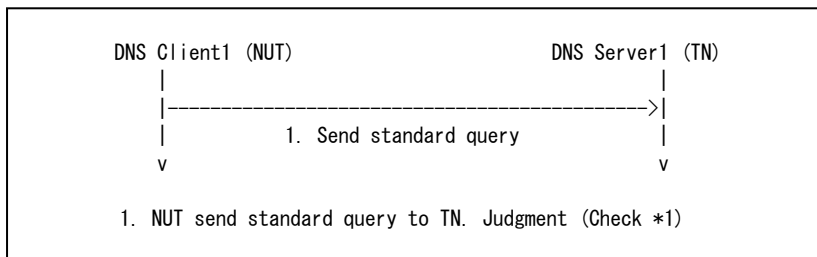 DNS Client1 (NUT) DNS Server1 (TN)
| |
|--------------------------------------------->|
| 1. Send standard query |
v v
1. NUT send standard query to TN. Judgment (Check *1)